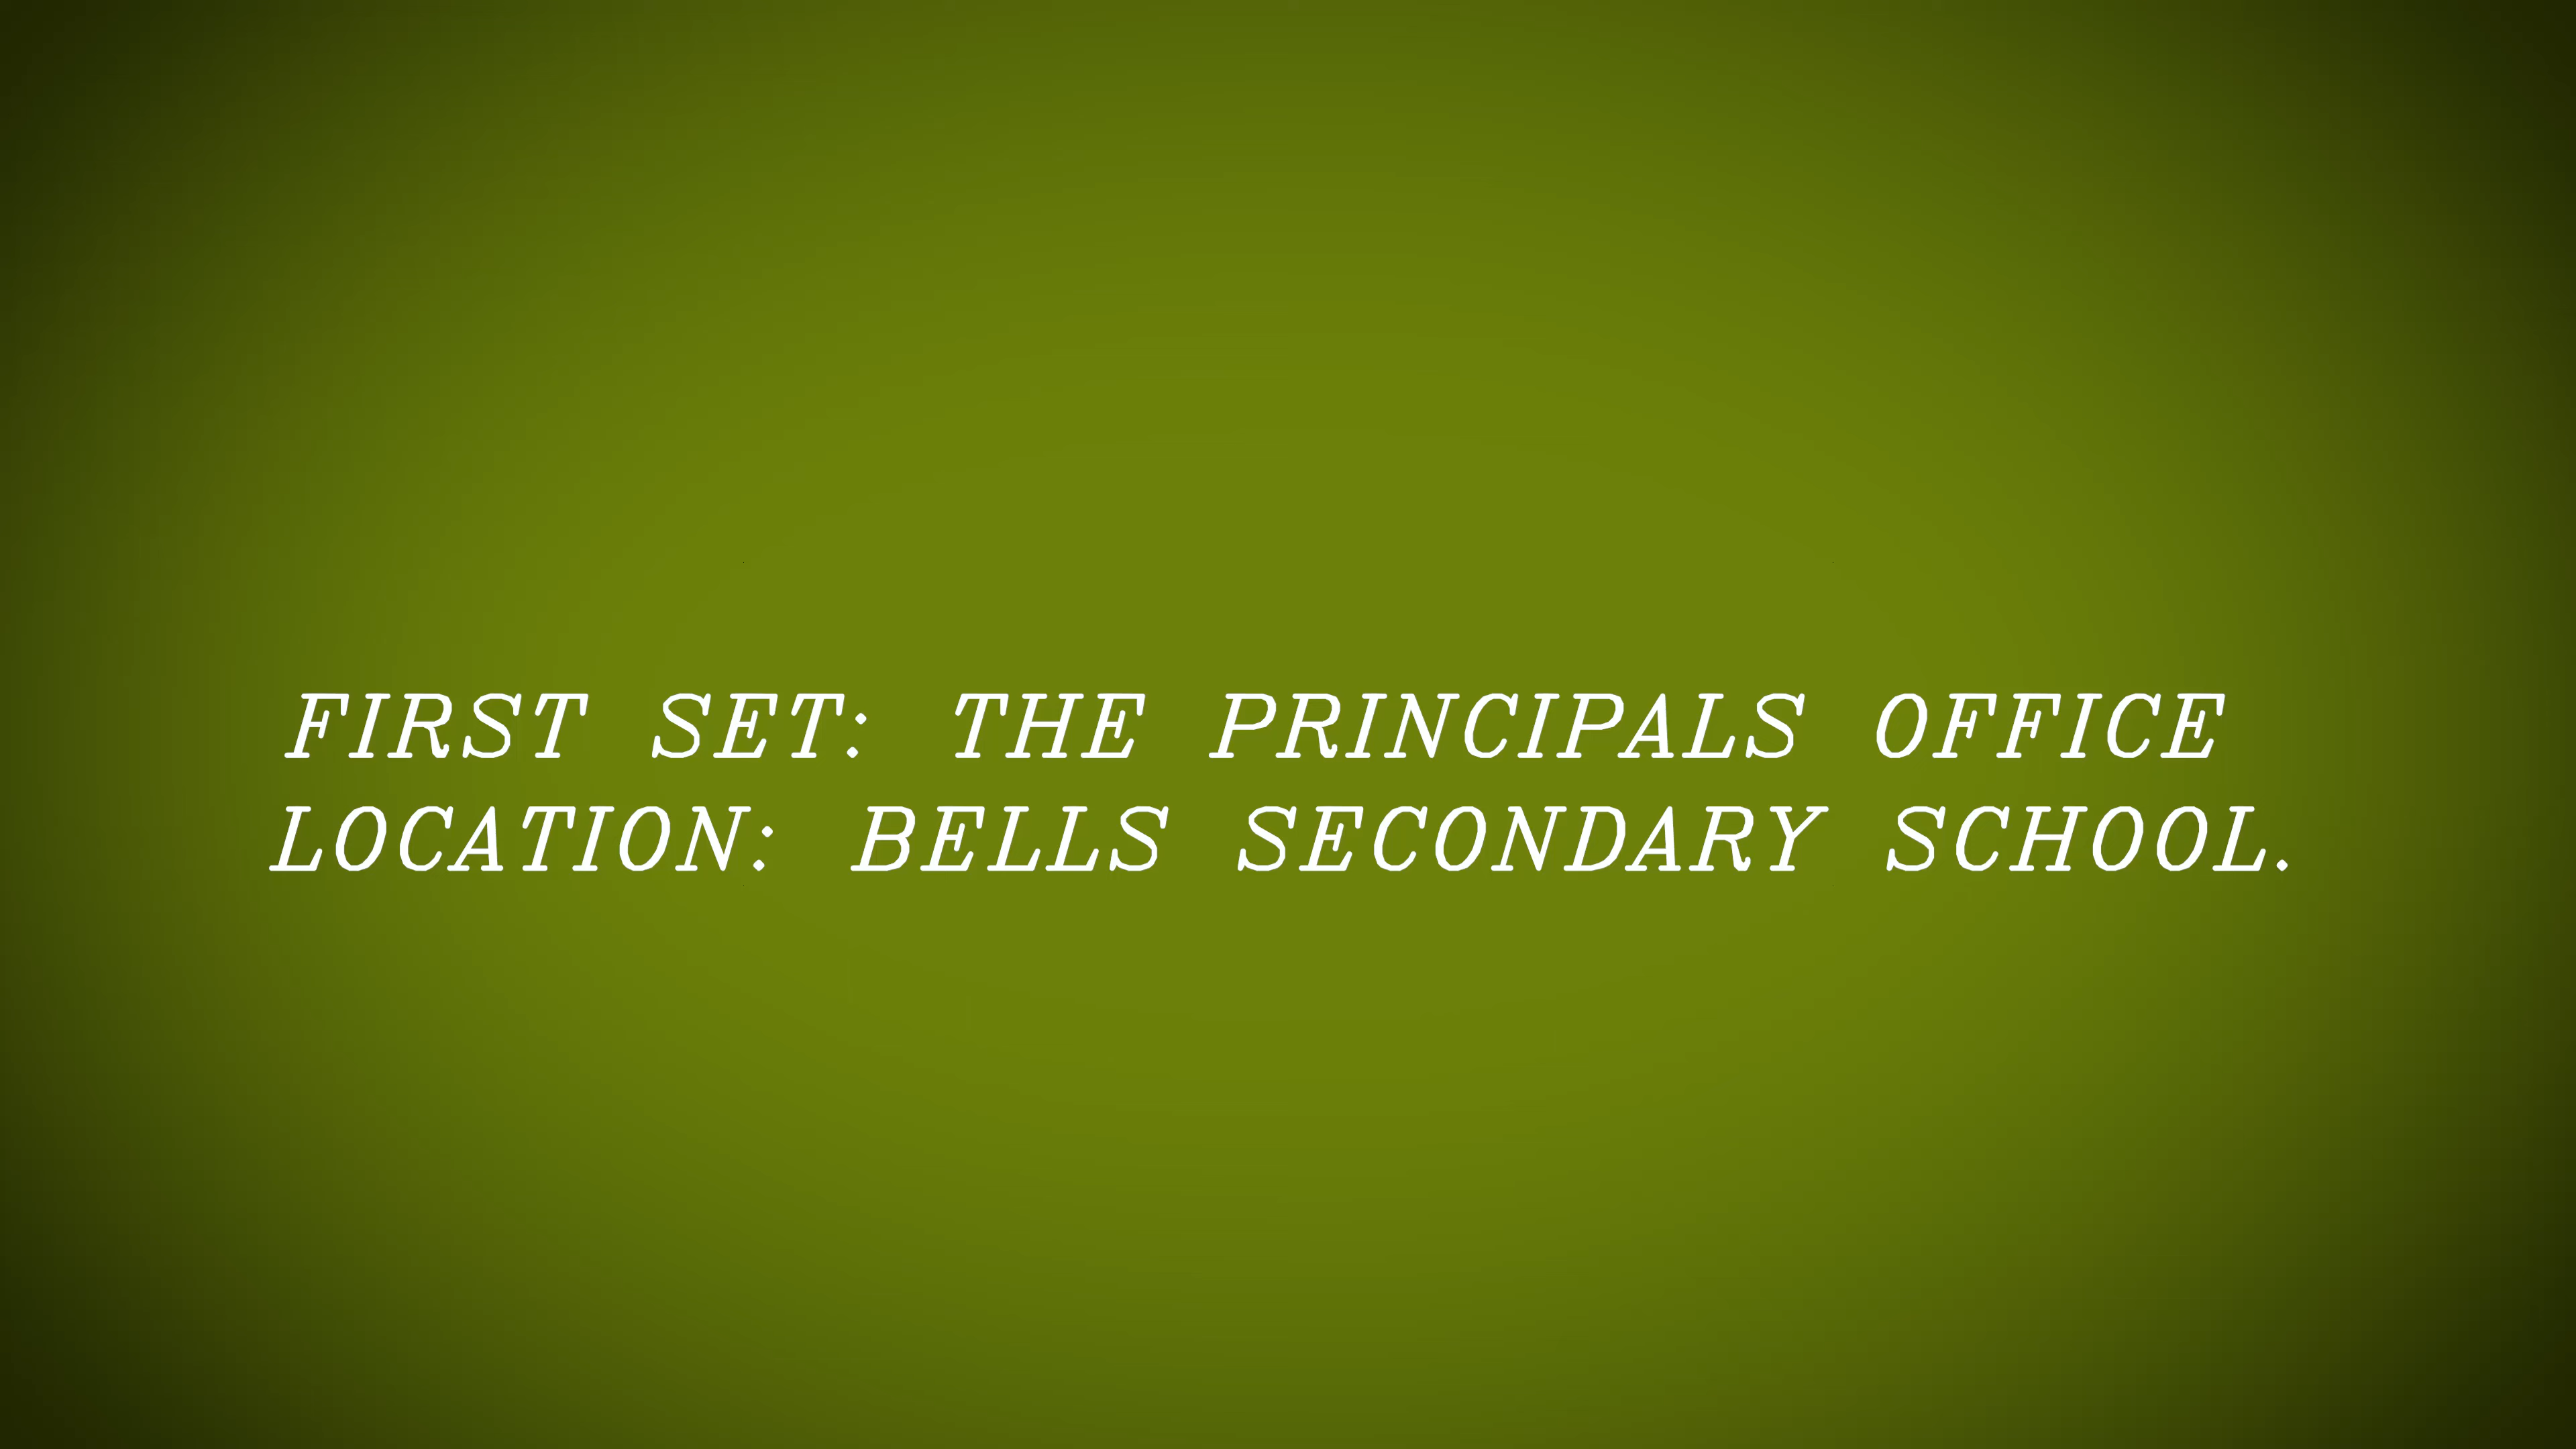 FIRST SET: THE PRINCIPALS OFFICE
LOCATION: BELLS SECONDARY SCHOOL.